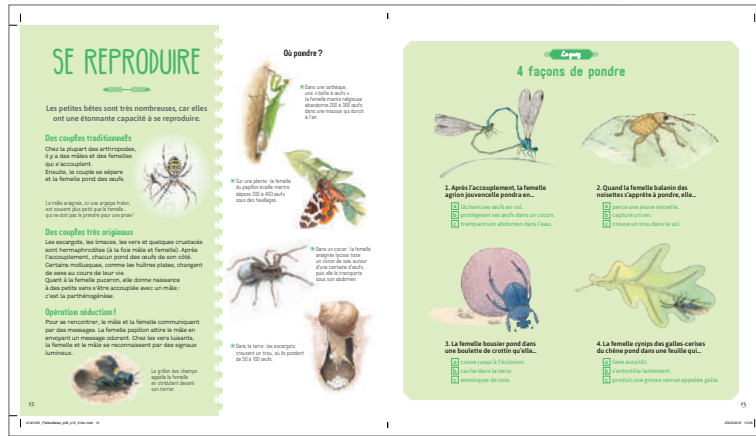 SE REPRODUIRE
Les petites bêtes sont très nombreuses, car elles
ont une étonnante capacité à se reproduire.
Des couples traditionnels
Chez la plupart des arthropodes,
il y a des mâles et des femelles
qui s'accouplent.
Ensuite, le couple se sépare
et la femelle pond des œufs.
Le mâle araignée, ici une argiope frelon,
est souvent plus petit que la femelle…
qui ne doit pas le prendre pour une proie !
Des couples très originaux
Les escargots, les limaces, les vers et quelques crustacés
sont hermaphrodites (à la fois mâle et femelle). Après
l'accouplement, chacun pond des œufs de son côté.
Certains mollusques, comme les huîtres plates, changent
de sexe au cours de leur vie.
Quant à la femelle puceron, elle donne naissance
à des petits sans s'être accouplée avec un mâle :
c'est la parthénogénèse.
Opération séduction !
Pour se rencontrer, le mâle et la femelle communiquent
par des messages. La femelle papillon attire le mâle en
envoyant un message odorant. Chez les vers luisants,
la femelle et le mâle se reconnaissent par des signaux
lumineux.
Le grillon des champs
appelle la femelle
en stridulant devant
son terrier.
12
Où pondre ?
Dans une oothèque,
une « boîte à œufs » :
la femelle mante religieuse
abandonne 200 à 300 œufs
dans une mousse qui durcit
à l'air.
Sur une plante : la femelle
du papillon écaille martre
dépose 200 à 400 œufs
sous des feuillages.
Dans un cocon : la femelle
araignée lycose tisse
un cocon de soie autour
d'une centaine d'œufs,
puis elle le transporte
sous son abdomen.
Dans la terre : les escargots
creusent un trou, où ils pondent
de 50 à 100 œufs.
Le quiz
4 façons de pondre
1. Après l'accouplement, la femelle
agrion jouvencelle pondra en…
a lâchant ses œufs en vol.
b protégeant ses œufs dans un cocon.
c trempant son abdomen dans l'eau.
2. Quand la femelle balanin des
noisettes s'apprête à pondre, elle…
a perce une jeune noisette.
b capture un ver.
c creuse un trou dans le sol.
3. La femelle bousier pond dans
une boulette de crottin qu'elle…
a couve jusqu'à l'éclosion.
b cache dans la terre.
c enveloppe de soie.
4. La femelle cynips des galles-cerises
du chêne pond dans une feuille qui…
a fane aussitôt.
b s'entortille lentement.
c produit une grosse verrue appelée galle.
13